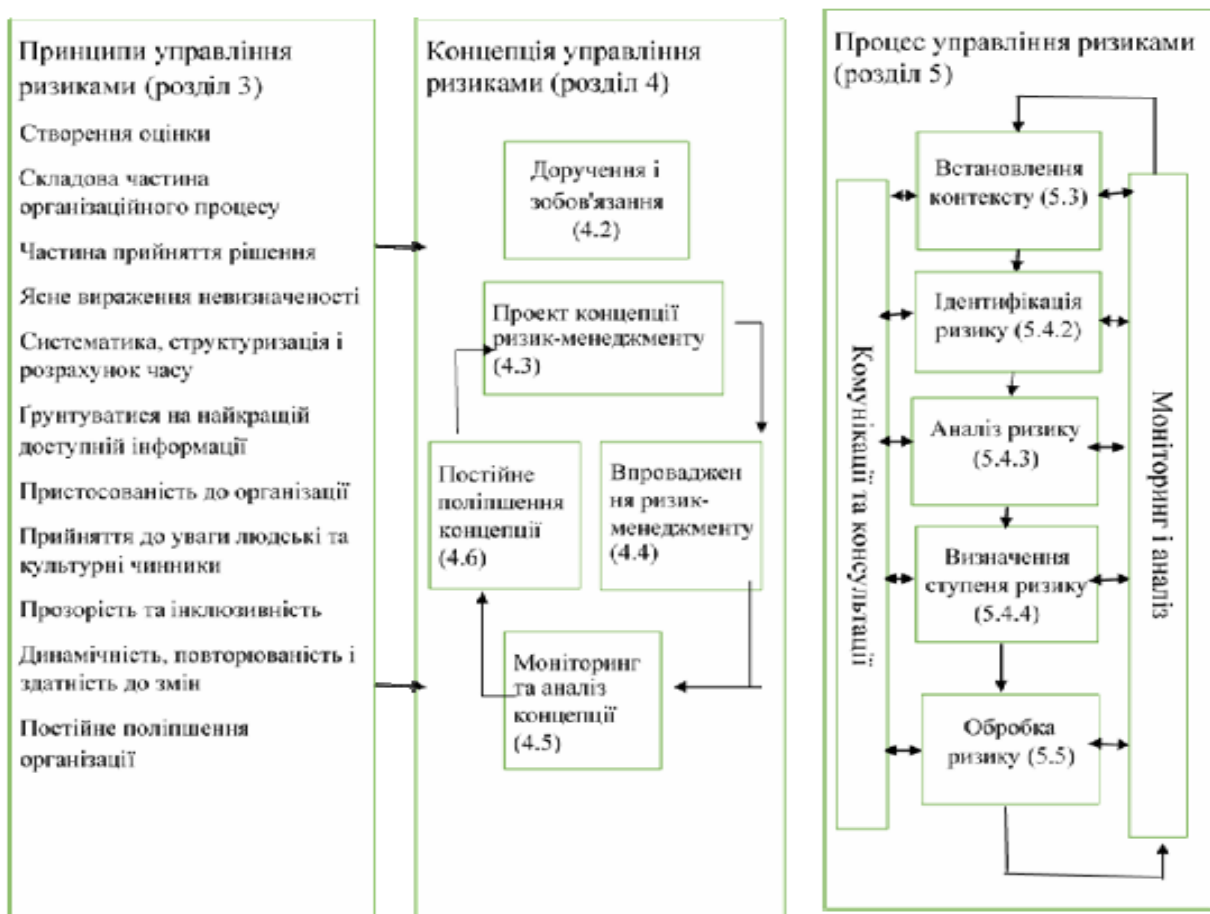 Принципи управління
ризиками (розділ 3)
Створення оцінки
Складова частина
організаційного процесу
Частина прийняття рішення
Ясне вираження невизначеності
Систематика, структуризація і
розрахунок часу
Ґрунтуватися на найкращій
доступній інформації
Пристосованість до організації
Прийняття до уваги людські та
культурні чинники
Прозорість та інклюзивність
Динамічність, повторюваність і
здатність до змін
Постійне поліпшення
організації
Концепція управління
ризиками (розділ 4)
Доручення і
зобов'язання
(4.2)
Проект концепції
ризик-менеджменту
(4.3)
Постійне
поліпшення
концепції
(4.6)
Впроваджен
ня ризик-
менеджменту
(4.4)
Моніторинг
та аналіз
концепції
(4.5)
Процес управління ризиками
(розділ 5)
Комунікації та консультації
Встановлення
контексту (5.3)
Ідентифікація
ризику (5.4.2)
Аналіз ризику
(5.4.3)
Визначення
ступеня ризику
(5.4.4)
Обробка
ризику (5.5)
Моніторинг і аналіз